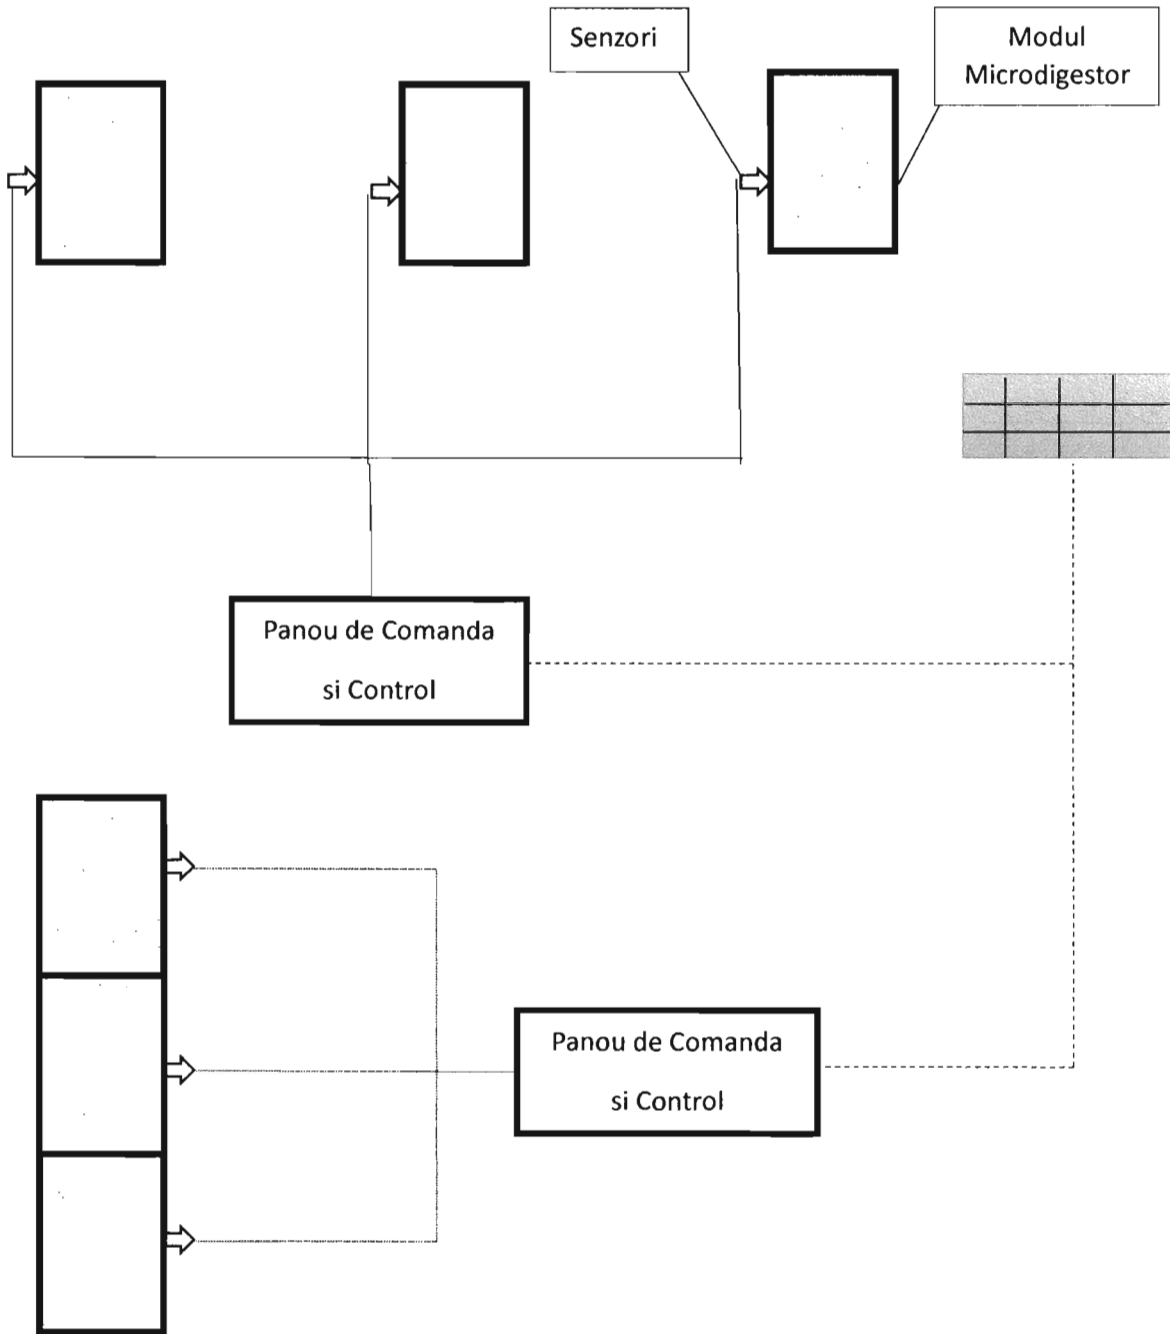 Senzori
Modul
Microdigestor
Panou de Comanda
si Control
Panou de Comanda
si Control